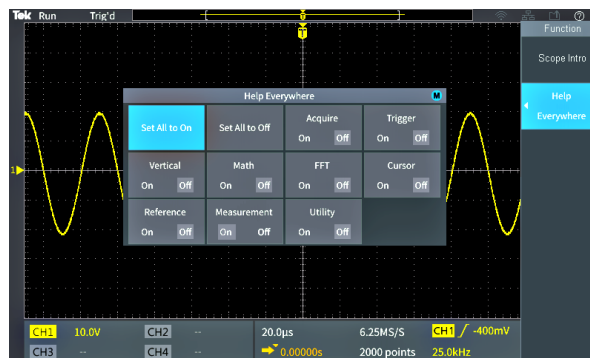 Tek Run Trig'd
T
Function
Scope Intro
Help
Everywhere
Help Everywhere M
Set All to On
Set All to Off
Acquire
On Off
Trigger
On Off
Vertical
On Off
Math
On Off
FFT
On Off
Cursor
On Off
Reference
On Off
Measurement
On Off
Utility
On Off
1
CH1 10.0V CH2 -- 20.0µs 6.25MS/S CH1 -400mV
CH3 -- CH4 -- 0.00000s 2000 points 25.0kHz